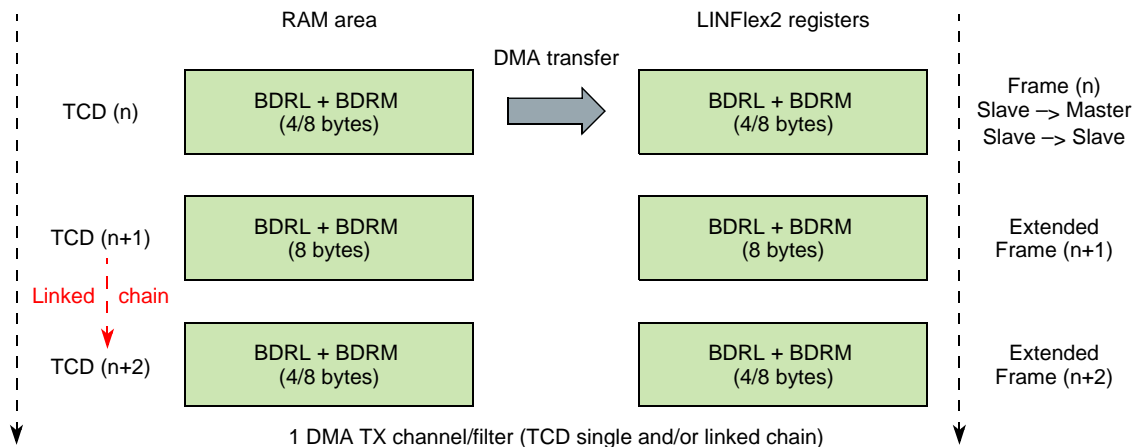 RAM area
LINFlex2 registers
DMA transfer
TCD (n)
BDRL + BDRM
(4/8 bytes)
BDRL + BDRM
(4/8 bytes)
Frame (n)
Slave –> Master
Slave –> Slave
TCD (n+1)
BDRL + BDRM
(8 bytes)
BDRL + BDRM
(8 bytes)
Extended
Frame (n+1)
Linked chain
TCD (n+2)
BDRL + BDRM
(4/8 bytes)
BDRL + BDRM
(4/8 bytes)
Extended
Frame (n+2)
1 DMA TX channel/filter (TCD single and/or linked chain)